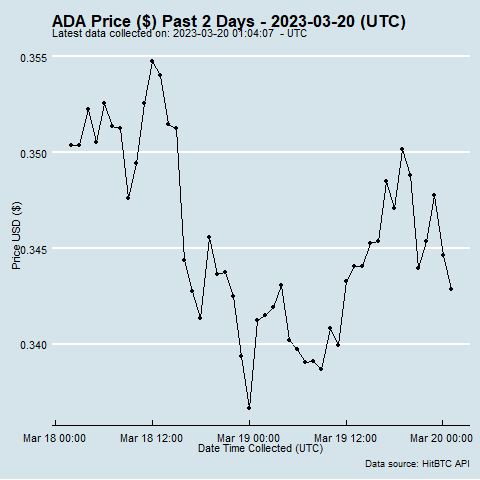 ADA Price ($) Past 2 Days - 2023-03-20 (UTC)
Latest data collected on: 2023-03-20 01:04:07  - UTC
0.355
0.350
0.345
0.340
Price USD ($)
Mar 18 00:00 Mar 18 12:00 Mar 19 00:00 Mar 19 12:00 Mar 20 00:00
Date Time Collected (UTC)
Data source: HitBTC API